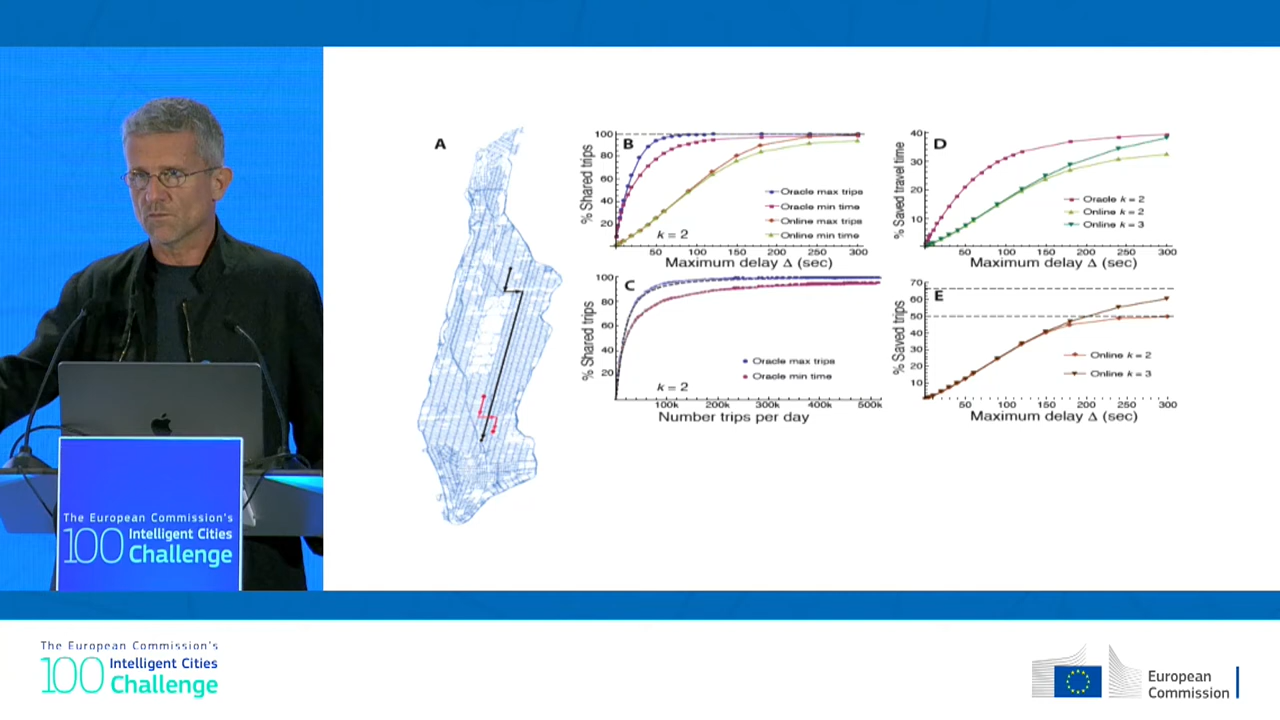 A
B
% Shared trips
100
80
60
40
20
Oracle max trips
Oracle min time
Online max trips
Online min time
k = 2
50 100 150 200 250 300
Maximum delay Δ (sec)
C
% Shared trips
100
80
60
40
20
Oracle max trips
Oracle min time
k = 2
100k 200k 300k 400k 500k
Number trips per day
D
% Saved travel time
40
30
20
10
Oracle k = 2
Online k = 2
Online k = 3
50 100 150 200 250 300
Maximum delay Δ (sec)
E
% Saved trips
70
60
50
40
30
20
10
Online k = 2
Online k = 3
50 100 150 200 250 300
Maximum delay Δ (sec)
The European Commission's
100 Intelligent Cities
Challenge
The European Commission's
100 Intelligent Cities
Challenge
European
Commission